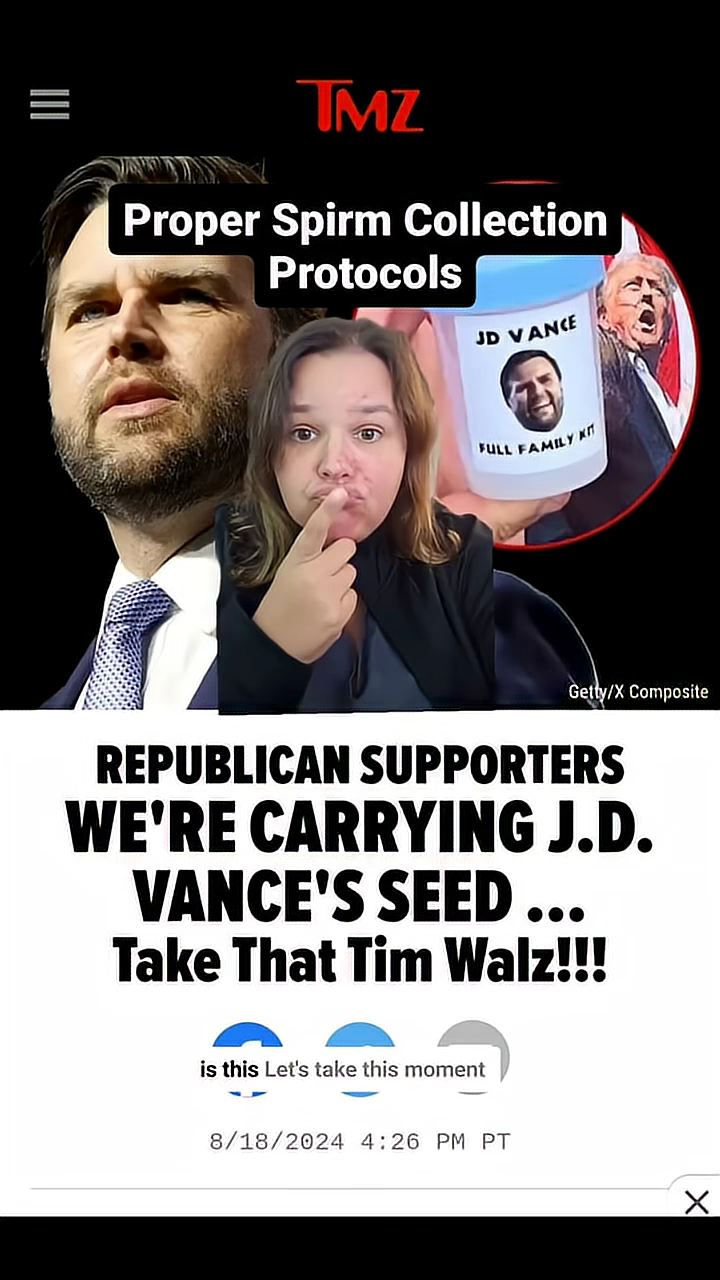 TMZ
Proper Spirm Collection
Protocols
JD VANCE
FULL FAMILY KIT
Getty/X Composite
REPUBLICAN SUPPORTERS
WE'RE CARRYING J.D.
VANCE'S SEED ...
Take That Tim Walz!!!
is this Let's take this moment
8/18/2024 4:26 PM PT